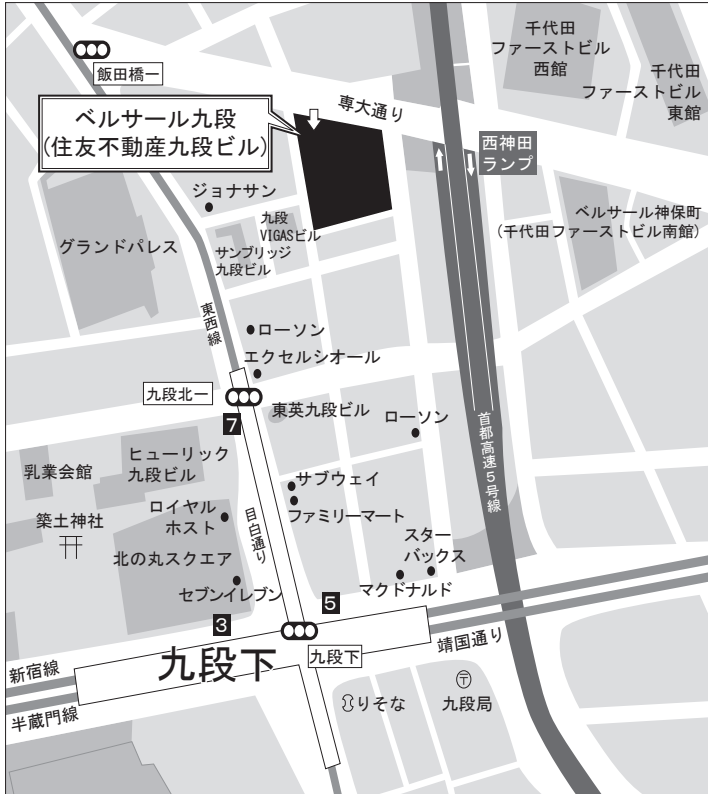 千代田
ファーストビル
西館
千代田
ファーストビル
東館
飯田橋一
専大通り
ベルサール九段
(住友不動産九段ビル)
西神田
ランプ
ジョナサン
九段
VIGASビル
サンブリッジ
九段ビル
グランドパレス
ベルサール神保町
(千代田ファーストビル南館)
東西線
ローソン
エクセルシオール
九段北一
東英九段ビル
ローソン
7
首都高速5号線
乳業会館
ヒューリック
九段ビル
サブウェイ
ファミリーマート
目白通り
築土神社
ロイヤル
ホスト
スター
バックス
北の丸スクエア
セブンイレブン
マクドナルド
5
3
九段下
九段下
靖国通り
新宿線
半蔵門線
りそな
〒
九段局